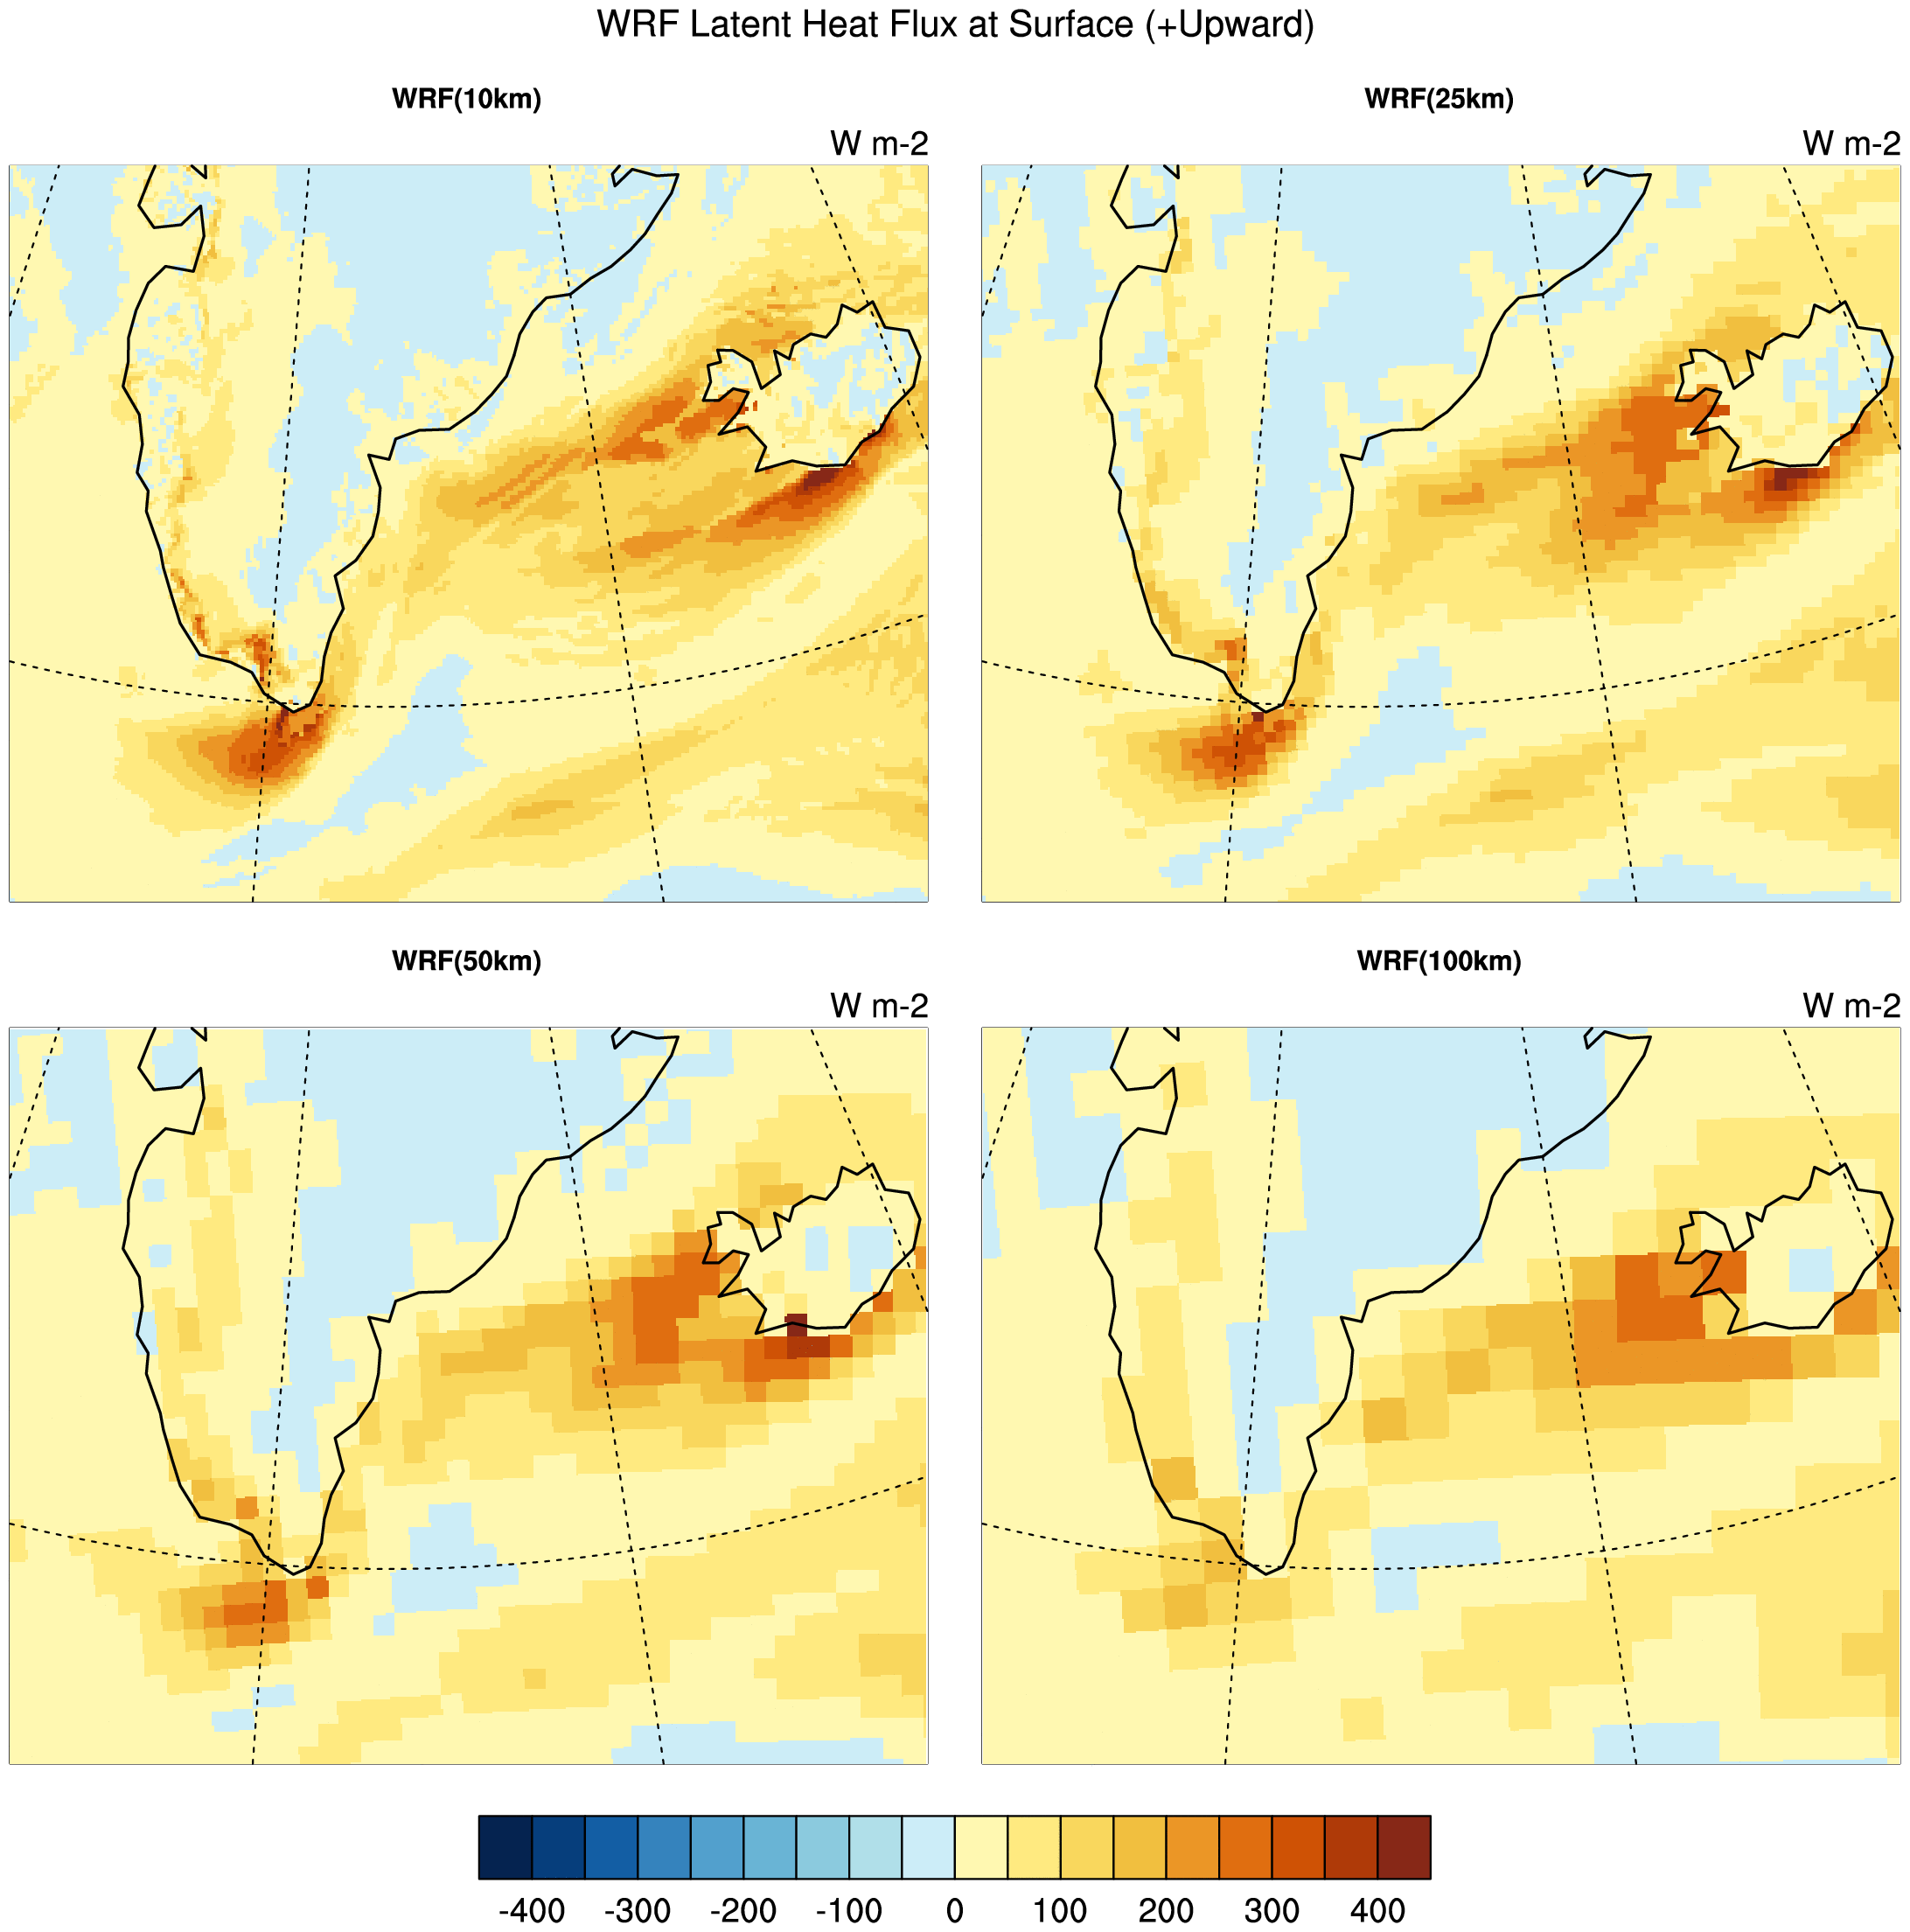 WRF Latent Heat Flux at Surface (+Upward)
WRF(10km)
W m-2
WRF(25km)
W m-2
WRF(50km)
W m-2
WRF(100km)
W m-2
-400 -300 -200 -100 0 100 200 300 400